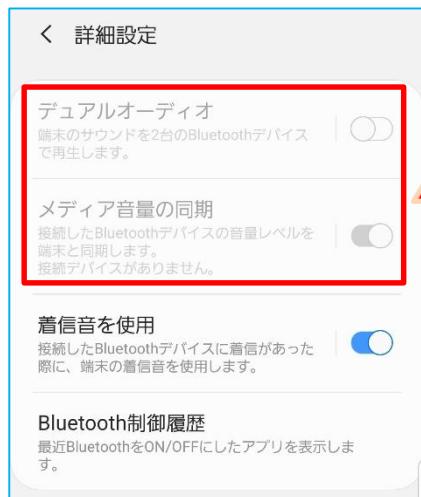 詳細設定
デュアルオーディオ
端末のサウンドを2台のBluetoothデバイス
で再生します。
メディア音量の同期
接続したBluetoothデバイスの音量レベルを
端末と同期します。
接続デバイスがありません。
着信音を使用
接続したBluetoothデバイスに着信があった
際に、端末の着信音を使用します。
Bluetooth制御履歴
最近BluetoothをON/OFFにしたアプリを表示しま
す。